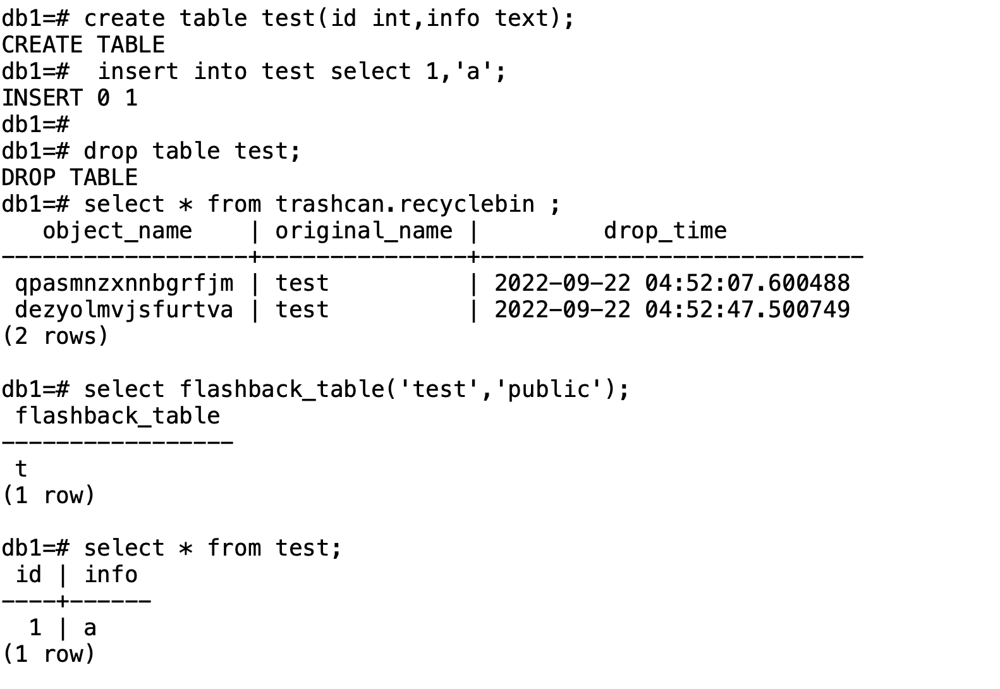 db1=# create table test(id int,info text);
CREATE TABLE
db1=#  insert into test select 1,'a';
INSERT 0 1
db1=#
db1=# drop table test;
DROP TABLE
db1=# select * from trashcan.recyclebin ;
   object_name    | original_name |         drop_time
------------------+---------------+----------------------------
 qpasmnzxnnbgrfjm | test          | 2022-09-22 04:52:07.600488
 dezyolmvjsfurtva | test          | 2022-09-22 04:52:47.500749
(2 rows)

db1=# select flashback_table('test','public');
 flashback_table
-----------------
 t
(1 row)

db1=# select * from test;
 id | info
----+------
  1 | a
(1 row)